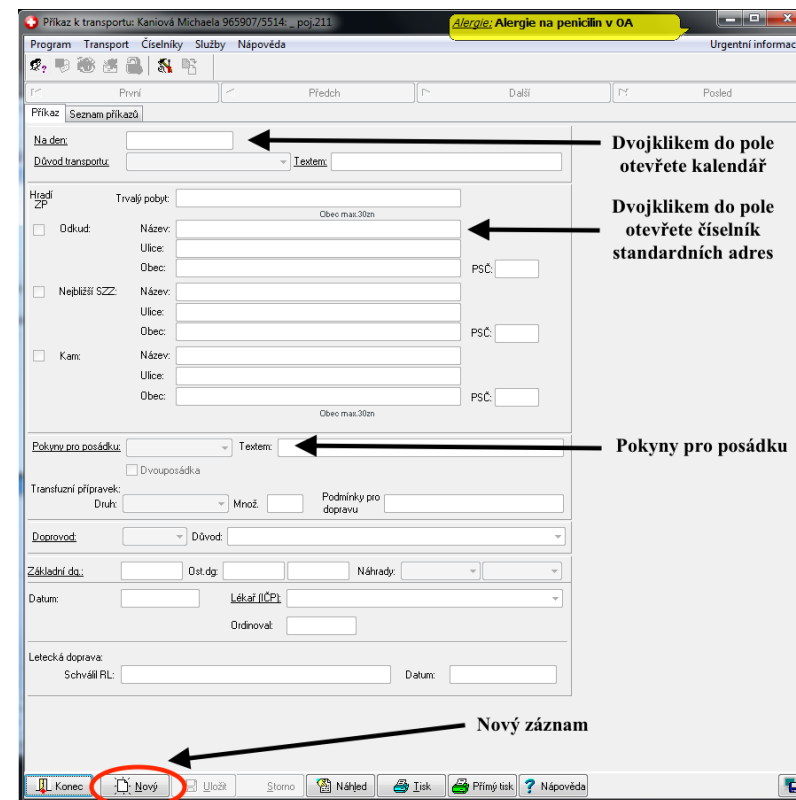 Příkaz k transportu: Kaniová Michaela 965907/5514: _ poj.211
Alergie: Alergie na penicilin v OA
Program Transport Číselníky Služby Nápověda
Urgentní informac
První Předch Další Posled
Příkaz Seznam příkazů
Na den:
Dvojklikem do pole
otevřete kalendář
Důvod transportu: Textem:
Hradí
ZP
Trvalý pobyt:
Obec max.30zn
Dvojklikem do pole
otevřete číselník
standardních adres
Odkud: Název:
Ulice:
Obec: PSČ:
Nejbližší SZZ: Název:
Ulice:
Obec: PSČ:
Kam: Název:
Ulice:
Obec: PSČ:
Obec max.30zn
Pokyny pro posádku: Textem:
Pokyny pro posádku
Dvouposádka
Transfuzní přípravek:
Druh: Množ. Podmínky pro
dopravu
Doprovod: Důvod:
Základní dg.: Ost.dg: Náhrady:
Datum: Lékař (IČP):
Ordinoval:
Letecká doprava:
Schválil RL: Datum:
Nový záznam
Konec Nový Uložit Storno Náhled Tisk Přímý tisk Nápověda